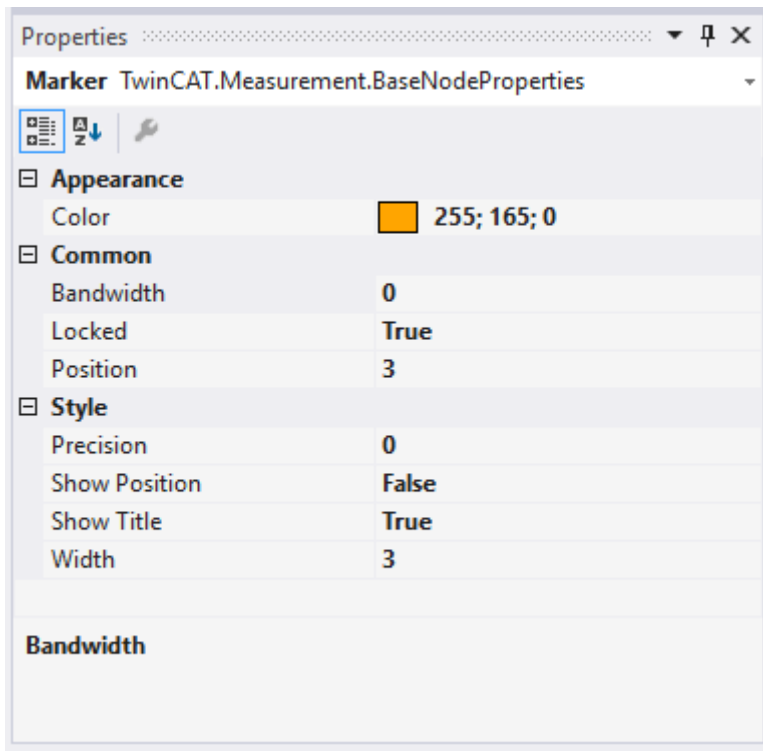 Properties
Marker TwinCAT.Measurement.BaseNodeProperties
Appearance
Color 255; 165; 0
Common
Bandwidth 0
Locked True
Position 3
Style
Precision 0
Show Position False
Show Title True
Width 3
Bandwidth